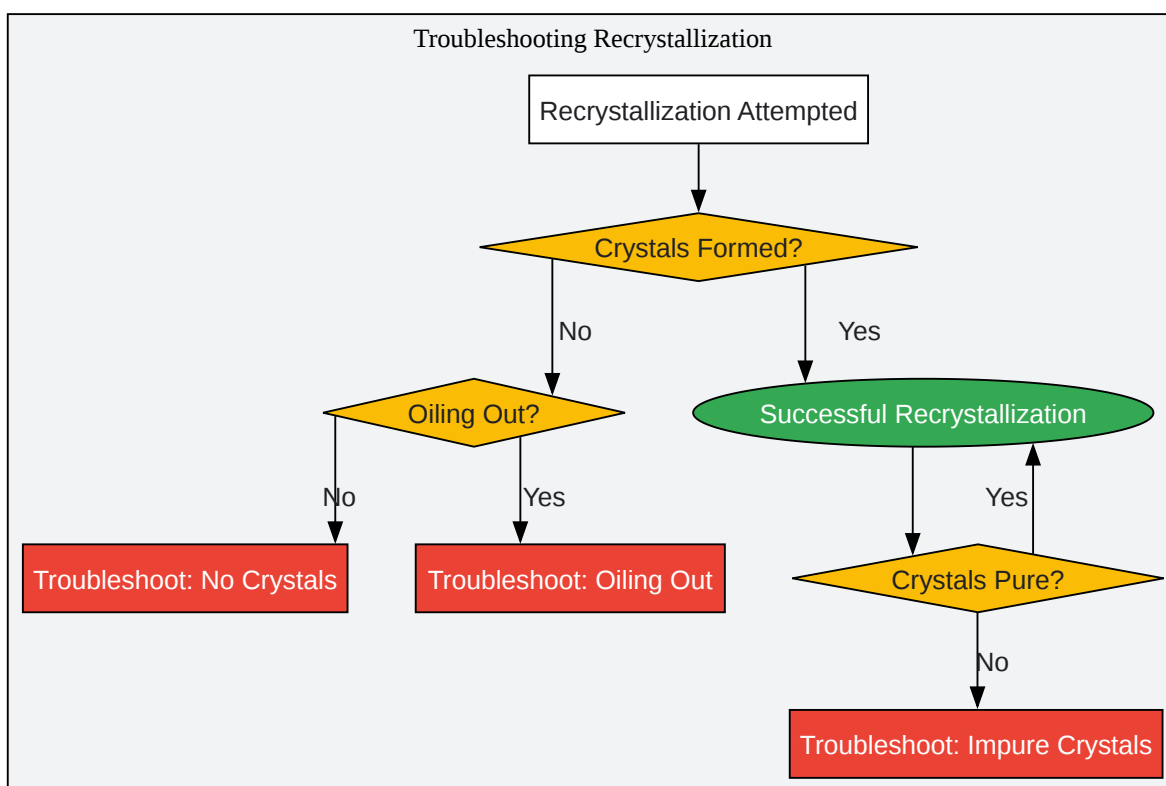 Troubleshooting Recrystallization
Recrystallization Attempted
Crystals Formed?
No
Yes
Oiling Out?
Successful Recrystallization
No
Yes
Yes
Troubleshoot: No Crystals
Troubleshoot: Oiling Out
Crystals Pure?
No
Troubleshoot: Impure Crystals